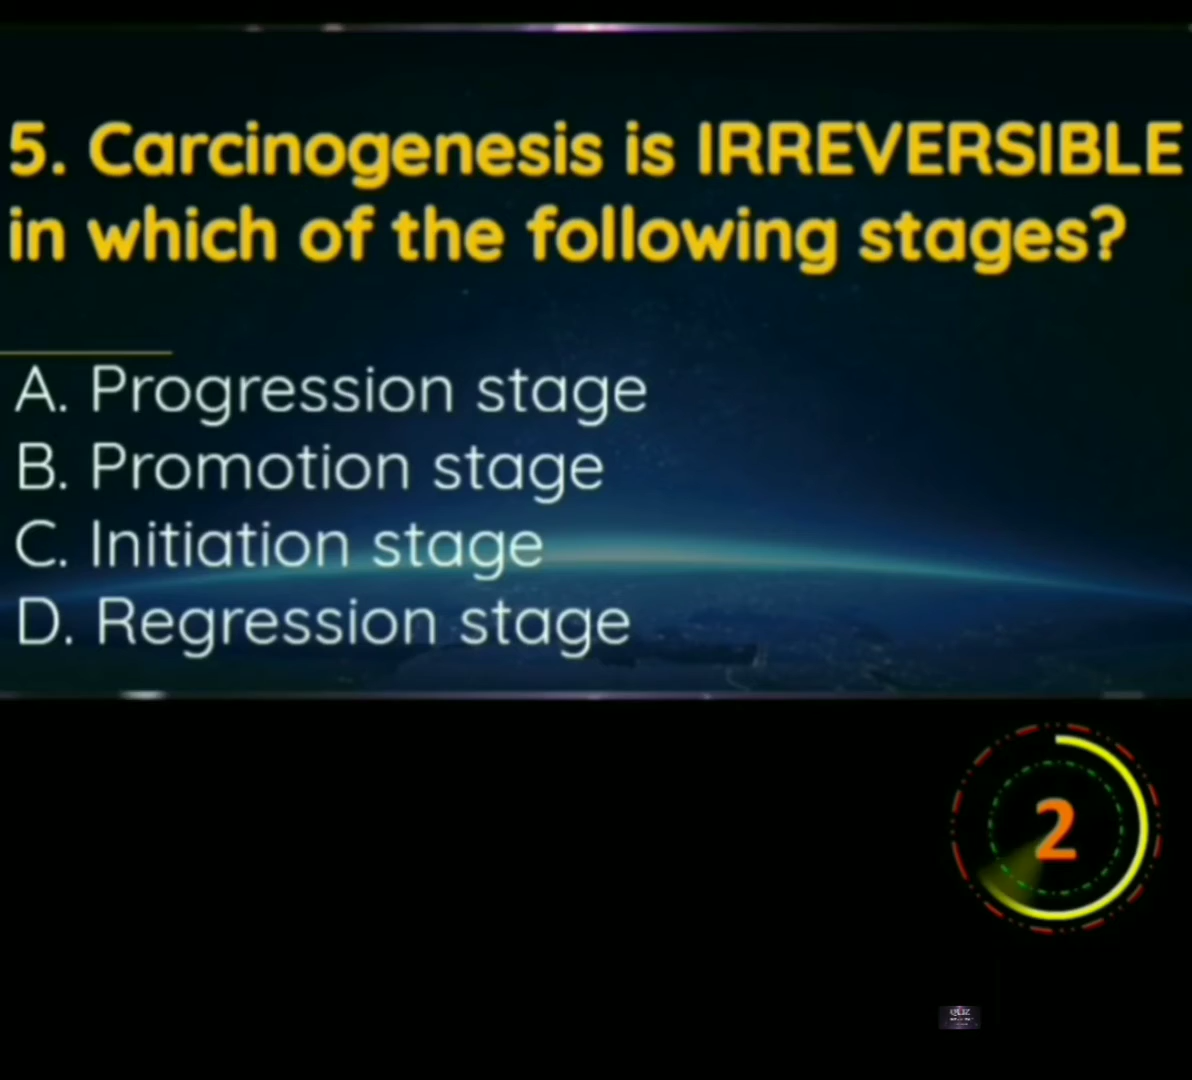 5. Carcinogenesis is IRREVERSIBLE
in which of the following stages?
A. Progression stage
B. Promotion stage
C. Initiation stage
D. Regression stage
2
QUIZ